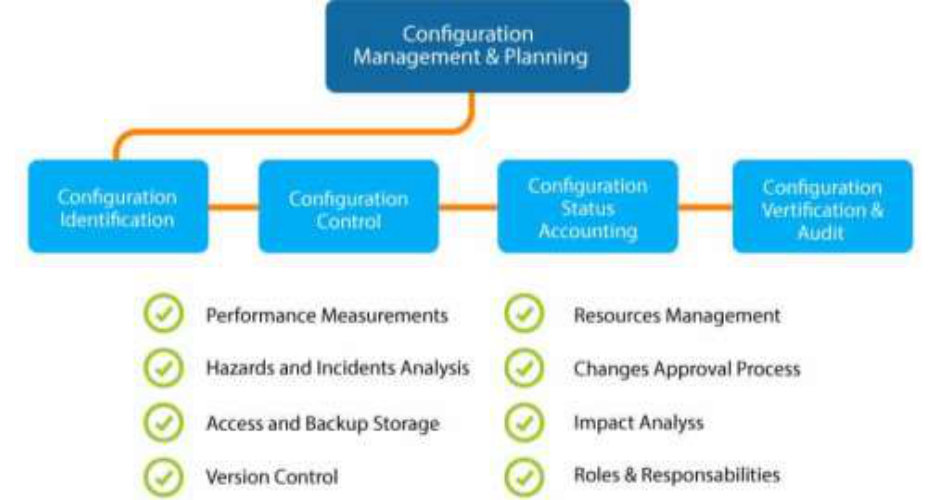 Configuration
Management & Planning
Configuration
Identification
Configuration
Control
Configuration
Status
Accounting
Configuration
Vertification &
Audit
Performance Measurements
Resources Management
Hazards and Incidents Analysis
Changes Approval Process
Access and Backup Storage
Impact Analyss
Version Control
Roles & Responsabilities